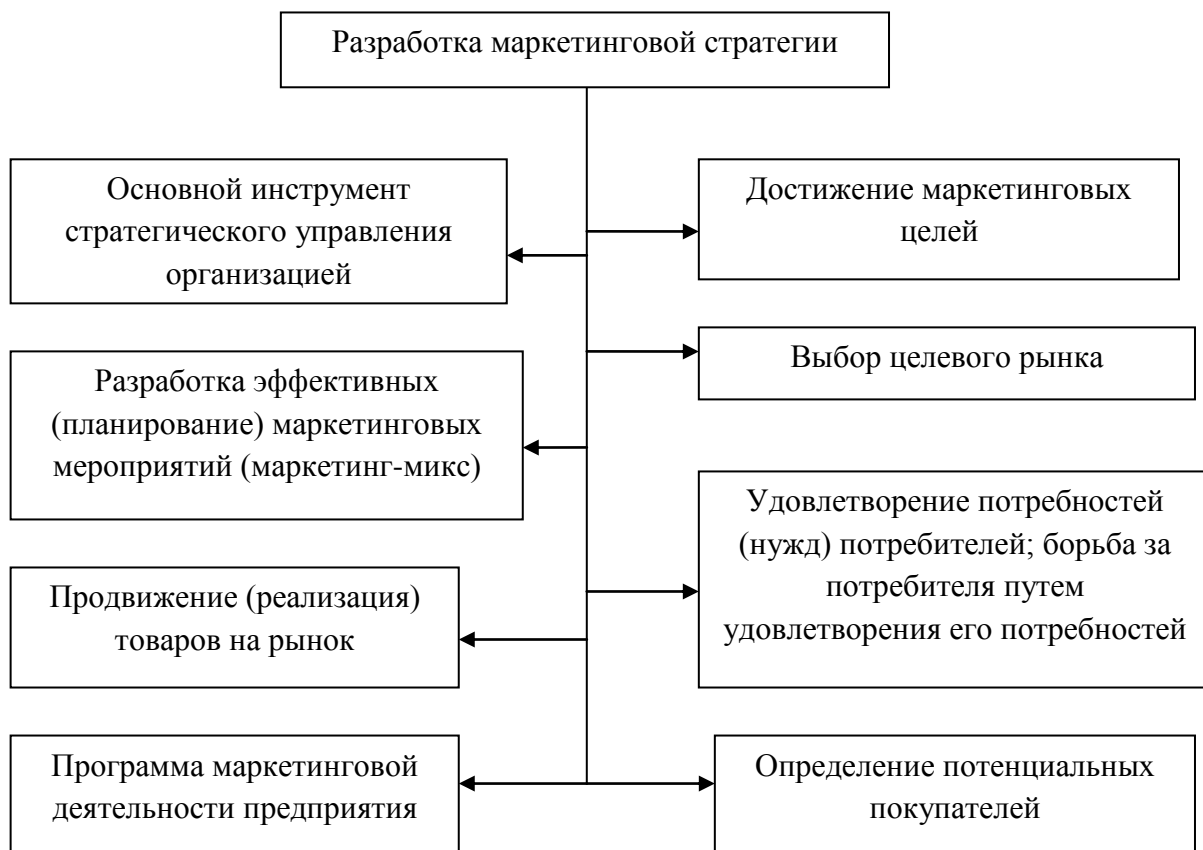 Разработка маркетинговой стратегии
Основной инструмент
стратегического управления
организацией
Достижение маркетинговых
целей
Разработка эффективных
(планирование) маркетинговых
мероприятий (маркетинг-микс)
Выбор целевого рынка
Продвижение (реализация)
товаров на рынок
Удовлетворение потребностей
(нужд) потребителей; борьба за
потребителя путем
удовлетворения его потребностей
Программа маркетинговой
деятельности предприятия
Определение потенциальных
покупателей